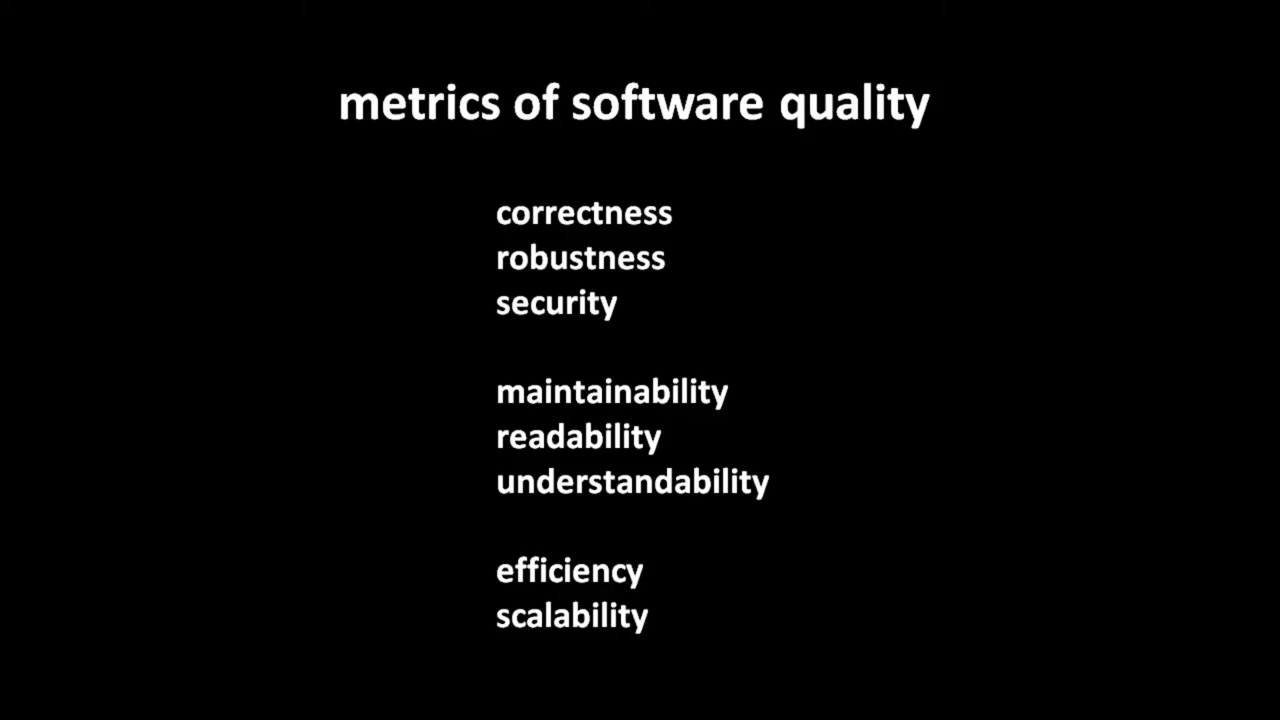 metrics of software quality
correctness
robustness
security
maintainability
readability
understandability
efficiency
scalability